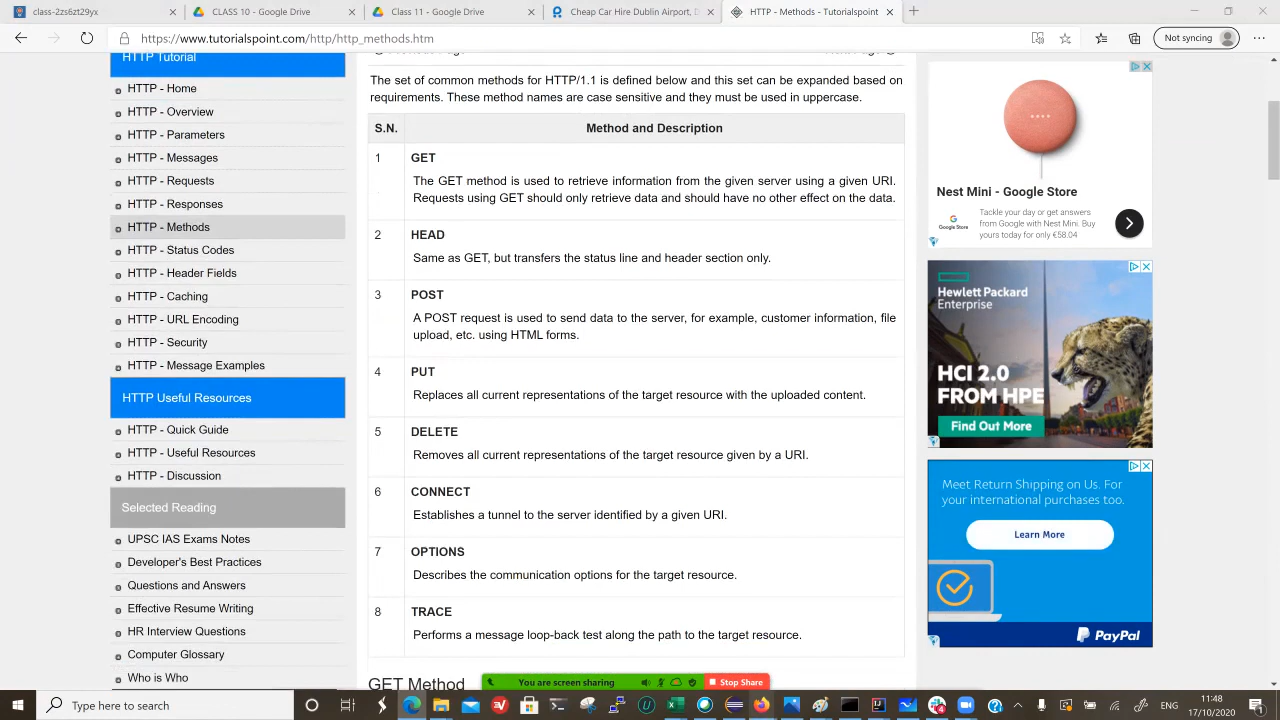 class-2zs6zt29yc3
CLASS 10 - Google Drive
Class 11 - Google Drive
Cheap Car Hire Dublin Airport, D
HTTP - Methods - Tutorialspoint
https://www.tutorialspoint.com/http/http_methods.htm
Not syncing
HTTP Tutorial
HTTP - Home
HTTP - Overview
HTTP - Parameters
HTTP - Messages
HTTP - Requests
HTTP - Responses
HTTP - Methods
HTTP - Status Codes
HTTP - Header Fields
HTTP - Caching
HTTP - URL Encoding
HTTP - Security
HTTP - Message Examples
HTTP Useful Resources
HTTP - Quick Guide
HTTP - Useful Resources
HTTP - Discussion
Selected Reading
UPSC IAS Exams Notes
Developer's Best Practices
Questions and Answers
Effective Resume Writing
HR Interview Questions
Computer Glossary
Who is Who
The set of common methods for HTTP/1.1 is defined below and this set can be expanded based on
requirements. These method names are case sensitive and they must be used in uppercase.
S.N. Method and Description
1 GET
The GET method is used to retrieve information from the given server using a given URI.
Requests using GET should only retrieve data and should have no other effect on the data.
2 HEAD
Same as GET, but transfers the status line and header section only.
3 POST
A POST request is used to send data to the server, for example, customer information, file
upload, etc. using HTML forms.
4 PUT
Replaces all current representations of the target resource with the uploaded content.
5 DELETE
Removes all current representations of the target resource given by a URI.
6 CONNECT
Establishes a tunnel to the server identified by a given URI.
7 OPTIONS
Describes the communication options for the target resource.
8 TRACE
Performs a message loop-back test along the path to the target resource.
GET Method
Nest Mini - Google Store
Google Store
Tackle your day or get answers
from Google with Nest Mini. Buy
yours today for only €58.04
Hewlett Packard
Enterprise
HCI 2.0
FROM HPE
Find Out More
Meet Return Shipping on Us. For
your international purchases too.
Learn More
PayPal
You are screen sharing
Stop Share
Type here to search
11:48
17/10/2020